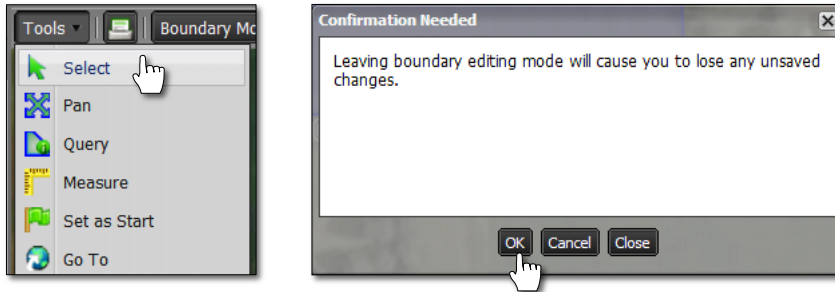 Tools
Boundary Mo
Select
Pan
Query
Measure
Set as Start
Go To
Confirmation Needed
Leaving boundary editing mode will cause you to lose any unsaved
changes.
OK Cancel Close